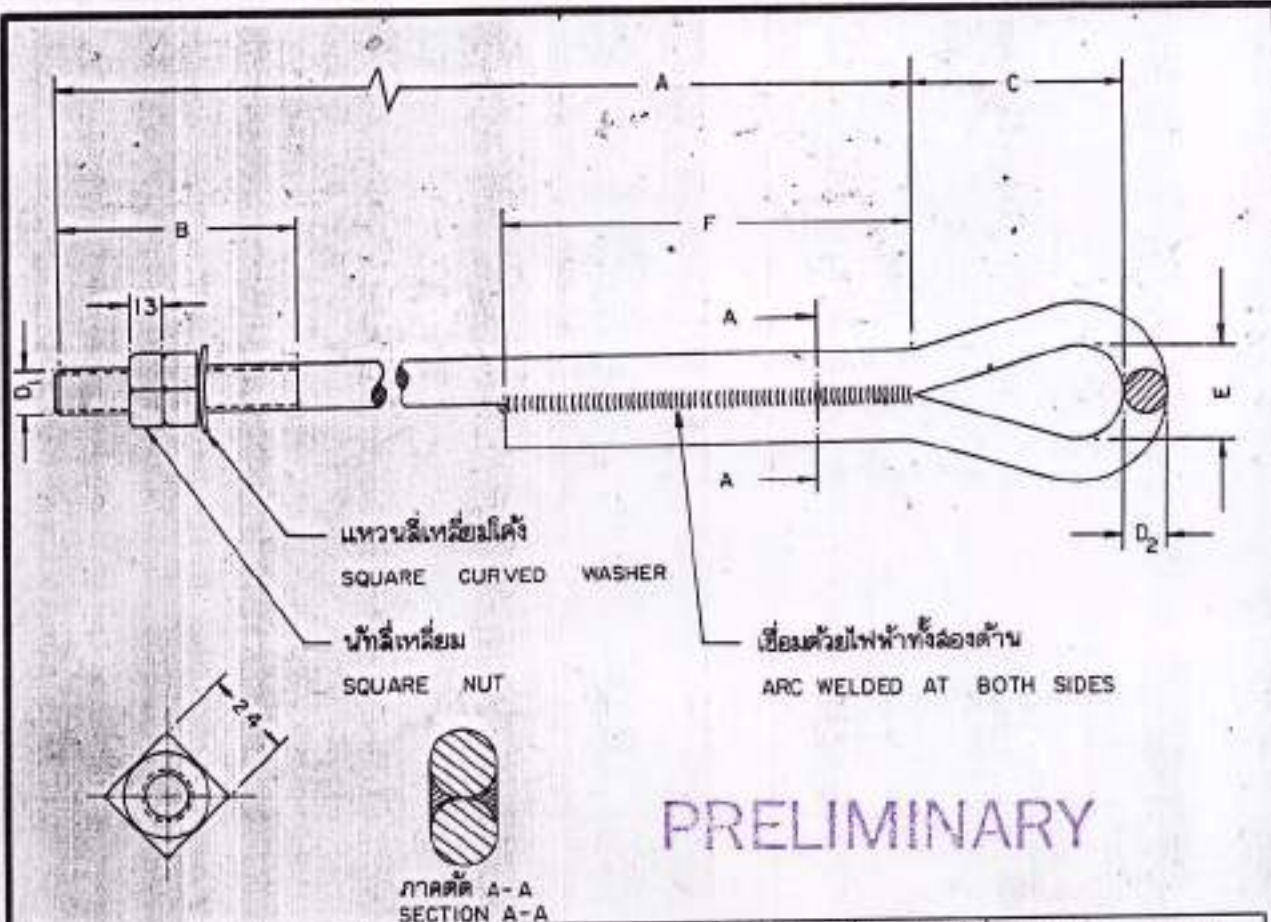 A
C
B
F
13
A
D1
E
A
D2
แหวนสี่เหลี่ยมโค้ง
SQUARE CURVED WASHER
นัทสี่เหลี่ยม
SQUARE NUT
เชื่อมด้วยไฟฟ้าทั้งสองด้าน
ARC WELDED AT BOTH SIDES
24
PRELIMINARY
ภาคตัด A-A
SECTION A-A